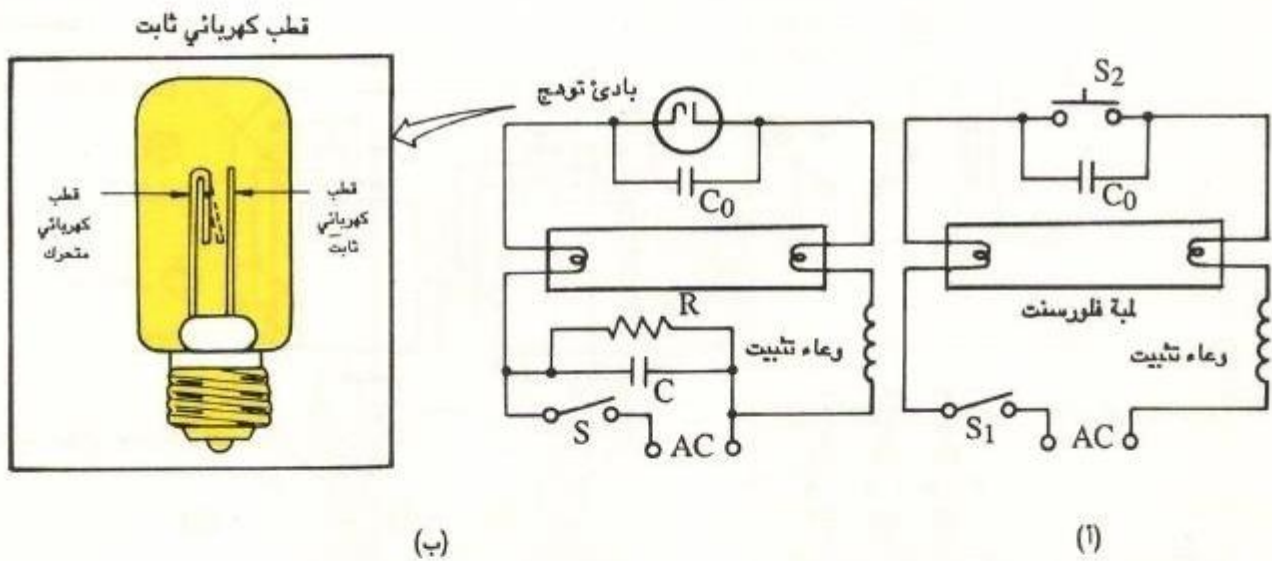 قطب كهربائي ثابت
قطب
كهربائي
متحرك
قطب
كهربائي
ثابت
بادئ توهج
C0
R
وعاء تثبيت
C
S
AC
(ب)
S2
C0
لمبة فلورسنت
وعاء تثبيت
S1
AC
(أ)